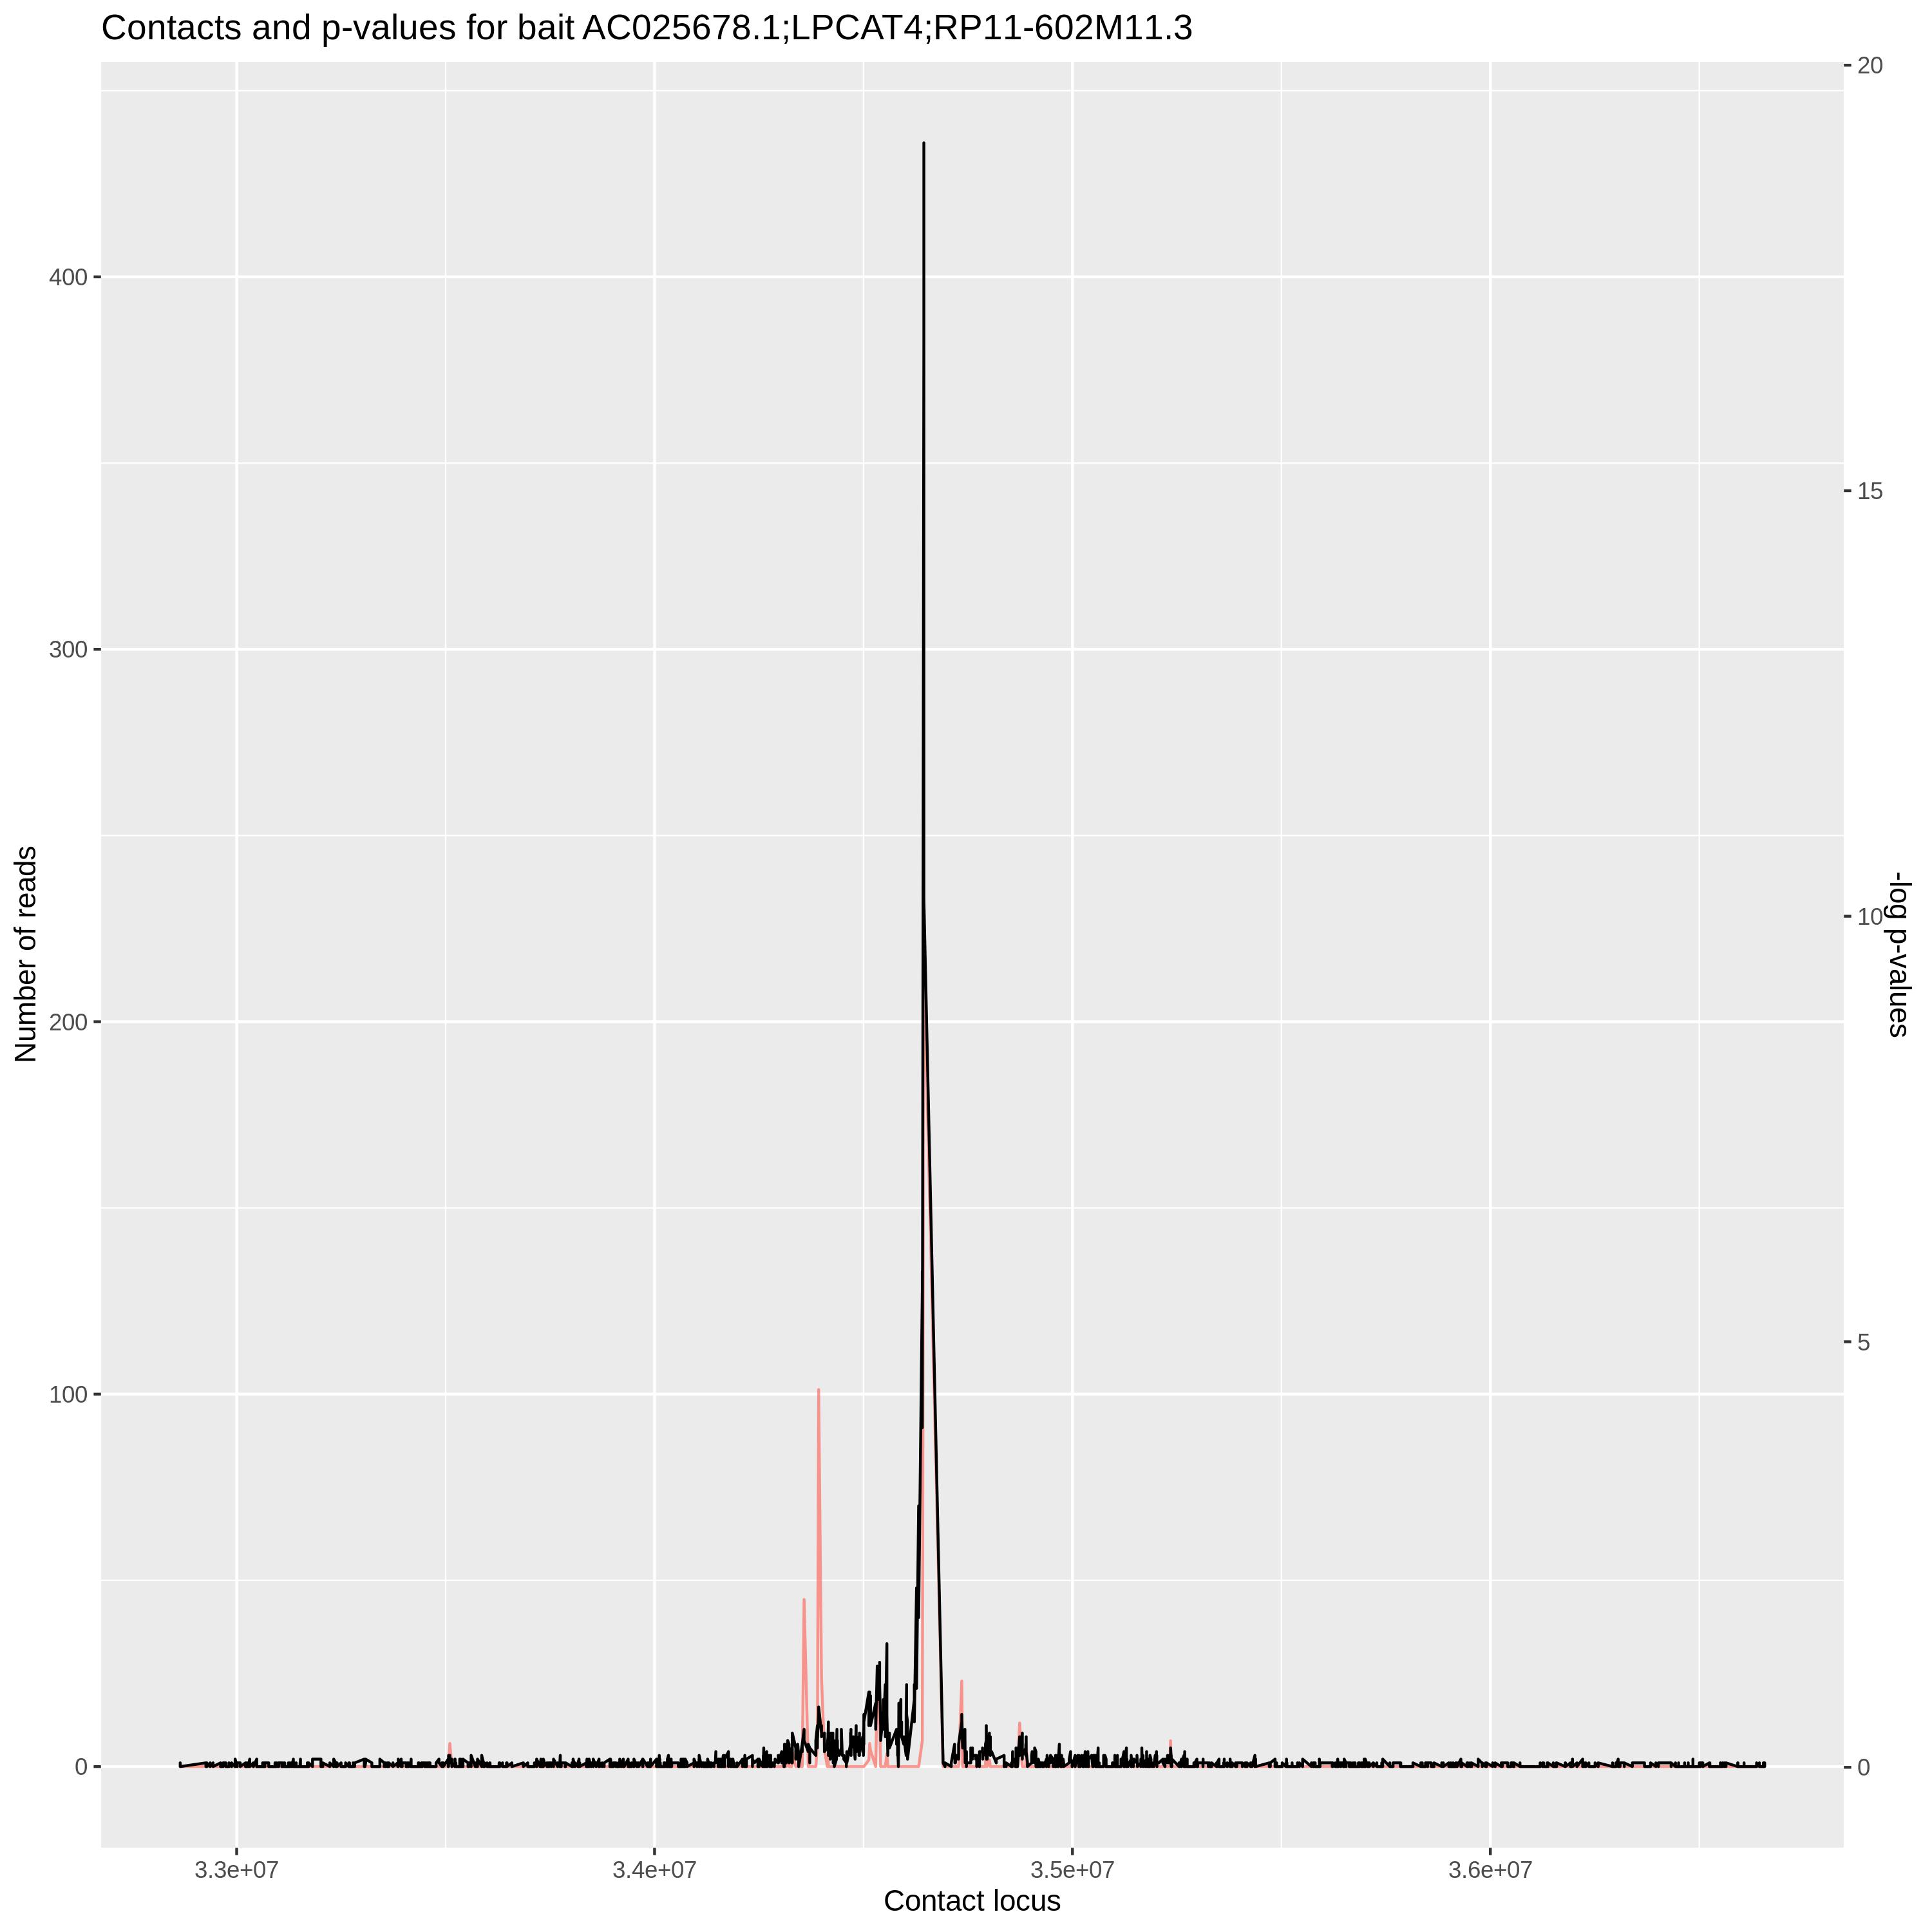 Contacts and p-values for bait AC025678.1;LPCAT4;RP11-602M11.3
Number of reads
400
300
200
100
0
20
15
10
5
0
-log p-values
3.3e+07 3.4e+07 3.5e+07 3.6e+07
Contact locus